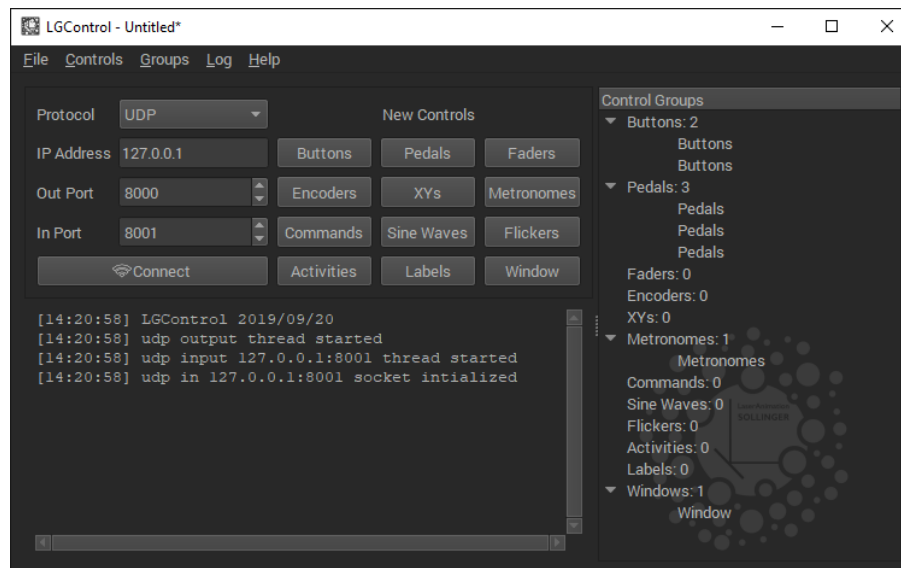 LGControl - Untitled*
File Controls Groups Log Help
Protocol UDP New Controls
IP Address 127.0.0.1 Buttons Pedals Faders
Out Port 8000 Encoders XYs Metronomes
In Port 8001 Commands Sine Waves Flickers
Connect Activities Labels Window
[14:20:58] LGControl 2019/09/20
[14:20:58] udp output thread started
[14:20:58] udp input 127.0.0.1:8001 thread started
[14:20:58] udp in 127.0.0.1:8001 socket intialized
Control Groups
Buttons: 2
Buttons
Buttons
Pedals: 3
Pedals
Pedals
Pedals
Faders: 0
Encoders: 0
XYs: 0
Metronomes: 1
Metronomes
Commands: 0
Sine Waves: 0
Flickers: 0
Activities: 0
Labels: 0
Windows: 1
Window
SOLLINGER